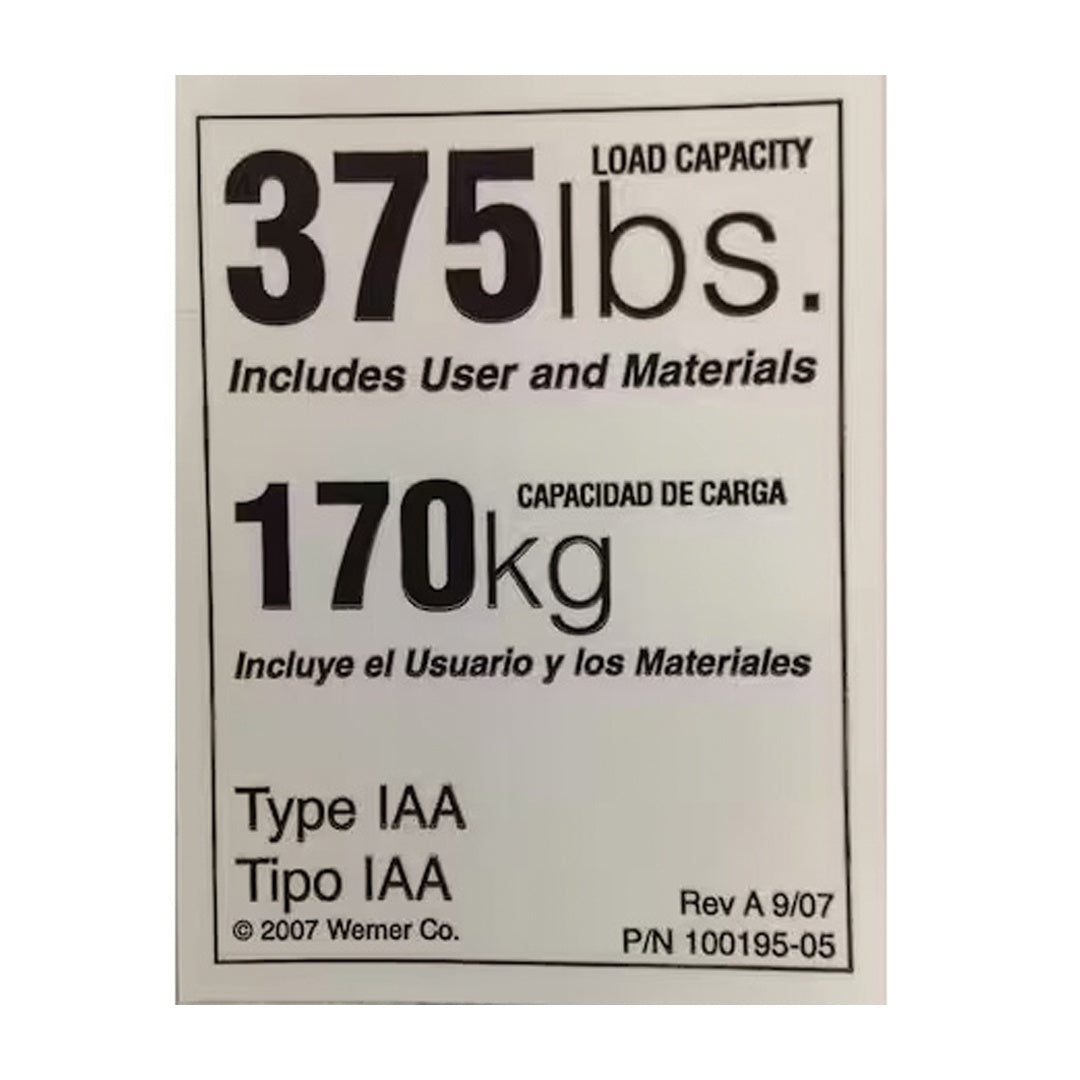 LOAD CAPACITY
375lbs.
Includes User and Materials
CAPACIDAD DE CARGA
170kg
Incluye el Usuario y los Materiales
Type IAA
Tipo IAA
© 2007 Werner Co.
Rev A 9/07
P/N 100195-05